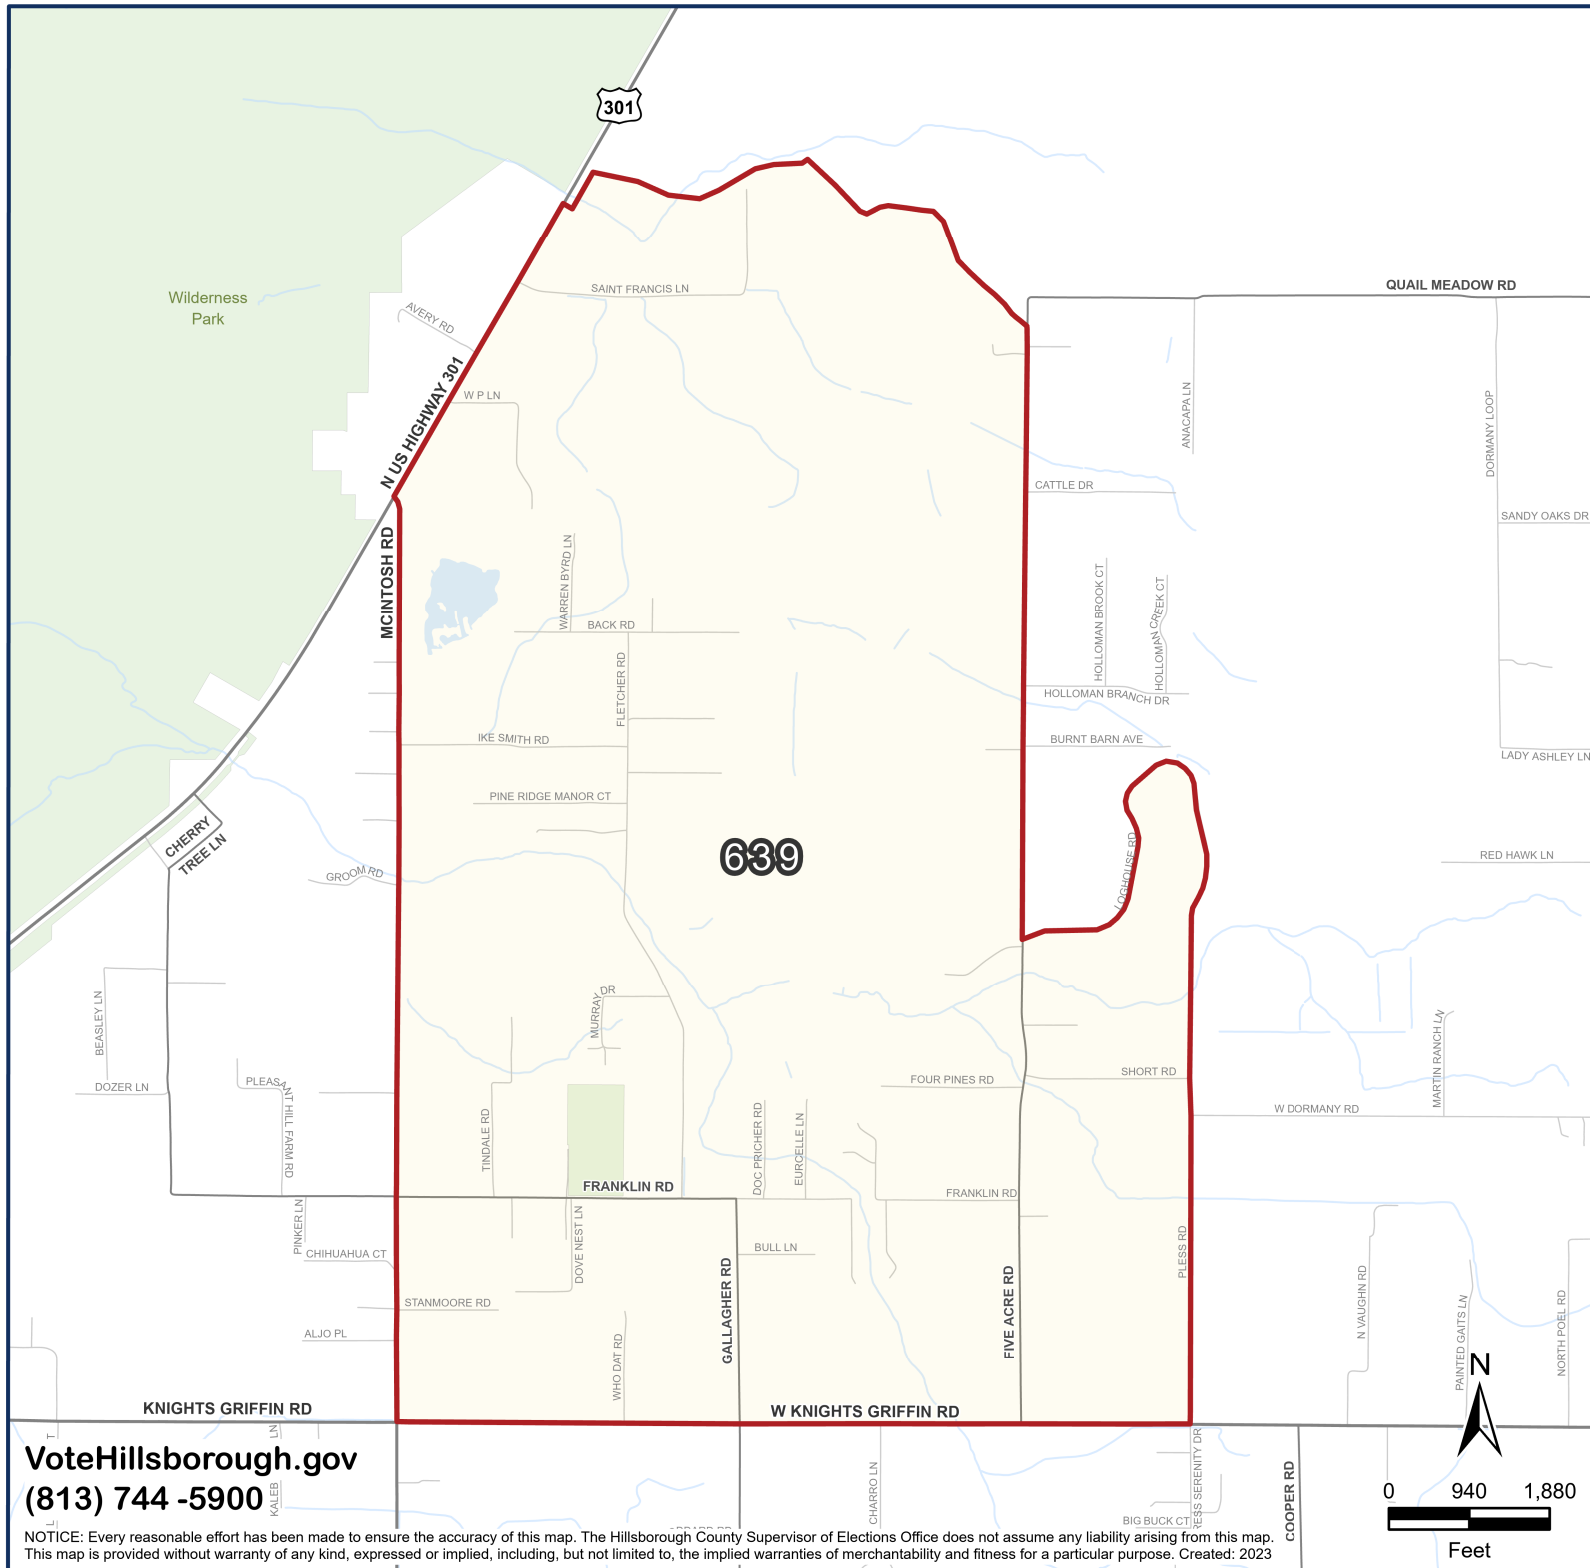 301
Wilderness
Park
SAINT FRANCIS LN
QUAIL MEADOW RD
AVERY RD
N US HIGHWAY 301
W P LN
ANACAPA LN
DORMANY LOOP
CATTLE DR
SANDY OAKS DR
MCINTOSH RD
WARREN BYRD LN
BACK RD
HOLLOMAN BROOK CT
HOLLOMAN CREEK CT
FLETCHER RD
HOLLOMAN BRANCH DR
IKE SMITH RD
BURNT BARN AVE
LADY ASHLEY LN
PINE RIDGE MANOR CT
CHERRY
TREE LN
639
LOGHOUSE RD
RED HAWK LN
GROOM RD
BEASLEY LN
MURRAY DR
MARTIN RANCH LN
DOZER LN
PLEASANT HILL FARM RD
FOUR PINES RD
SHORT RD
W DORMANY RD
TINDALE RD
DOC PRICHER RD
EURCELLE LN
FRANKLIN RD
FRANKLIN RD
PINKER LN
DOVE NEST LN
PLESS RD
CHIHUAHUA CT
BULL LN
GALLAGHER RD
FIVE ACRE RD
N VAUGHN RD
PAINTED GAITS LN
NORTH POEL RD
STANMOORE RD
ALJO PL
WHO DAT RD
N
KNIGHTS GRIFFIN RD
W KNIGHTS GRIFFIN RD
VoteHillsborough.gov
(813) 744 -5900
KALEB LN
CHARRO LN
ESS SERENITY DR
BIG BUCK CT
COOPER RD
0 940 1,880
Feet
NOTICE: Every reasonable effort has been made to ensure the accuracy of this map. The Hillsborough County Supervisor of Elections Office does not assume any liability arising from this map.
This map is provided without warranty of any kind, expressed or implied, including, but not limited to, the implied warranties of merchantability and fitness for a particular purpose. Created: 2023